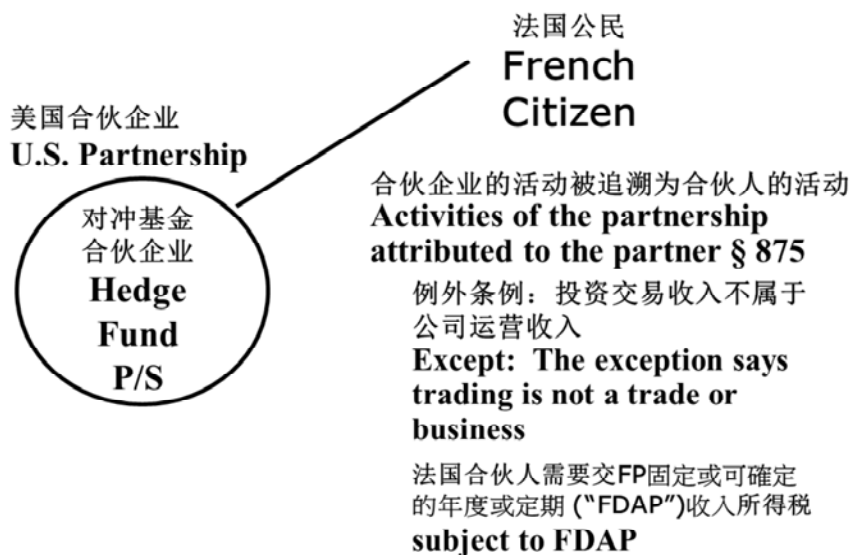 法国公民
French
Citizen
美国合伙企业
U.S. Partnership
对冲基金
合伙企业
Hedge
Fund
P/S
合伙企业的活动被追溯为合伙人的活动
Activities of the partnership
attributed to the partner § 875
例外条例：投资交易收入不属于
公司运营收入
Except: The exception says
trading is not a trade or
business
法国合伙人需要交FP固定或可確定
的年度或定期 ("FDAP")收入所得税
subject to FDAP